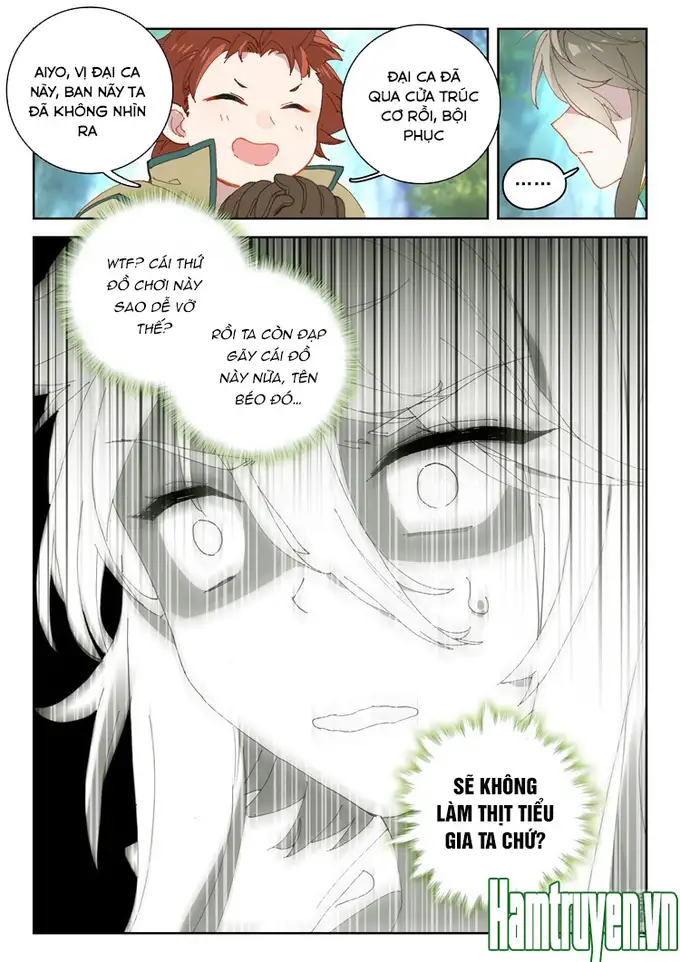 AIYO, VỊ ĐẠI CA
NÀY, BAN NÃY TA
ĐÃ KHÔNG NHÌN
RA
ĐẠI CA ĐÃ
QUA CỬA TRÚC
CƠ RỒI, BỘI
PHỤC
......
WTF? CÁI THỨ
ĐỒ CHƠI NÀY
SAO DỄ VỠ
THẾ?
RỒI TA CÒN ĐẠP
GÃY CÁI ĐỒ
NÀY NỮA, TÊN
BÉO ĐÓ...
SẼ KHÔNG
LÀM THỊT TIỂU
GIA TA CHỨ?
Hamtruyen.vn